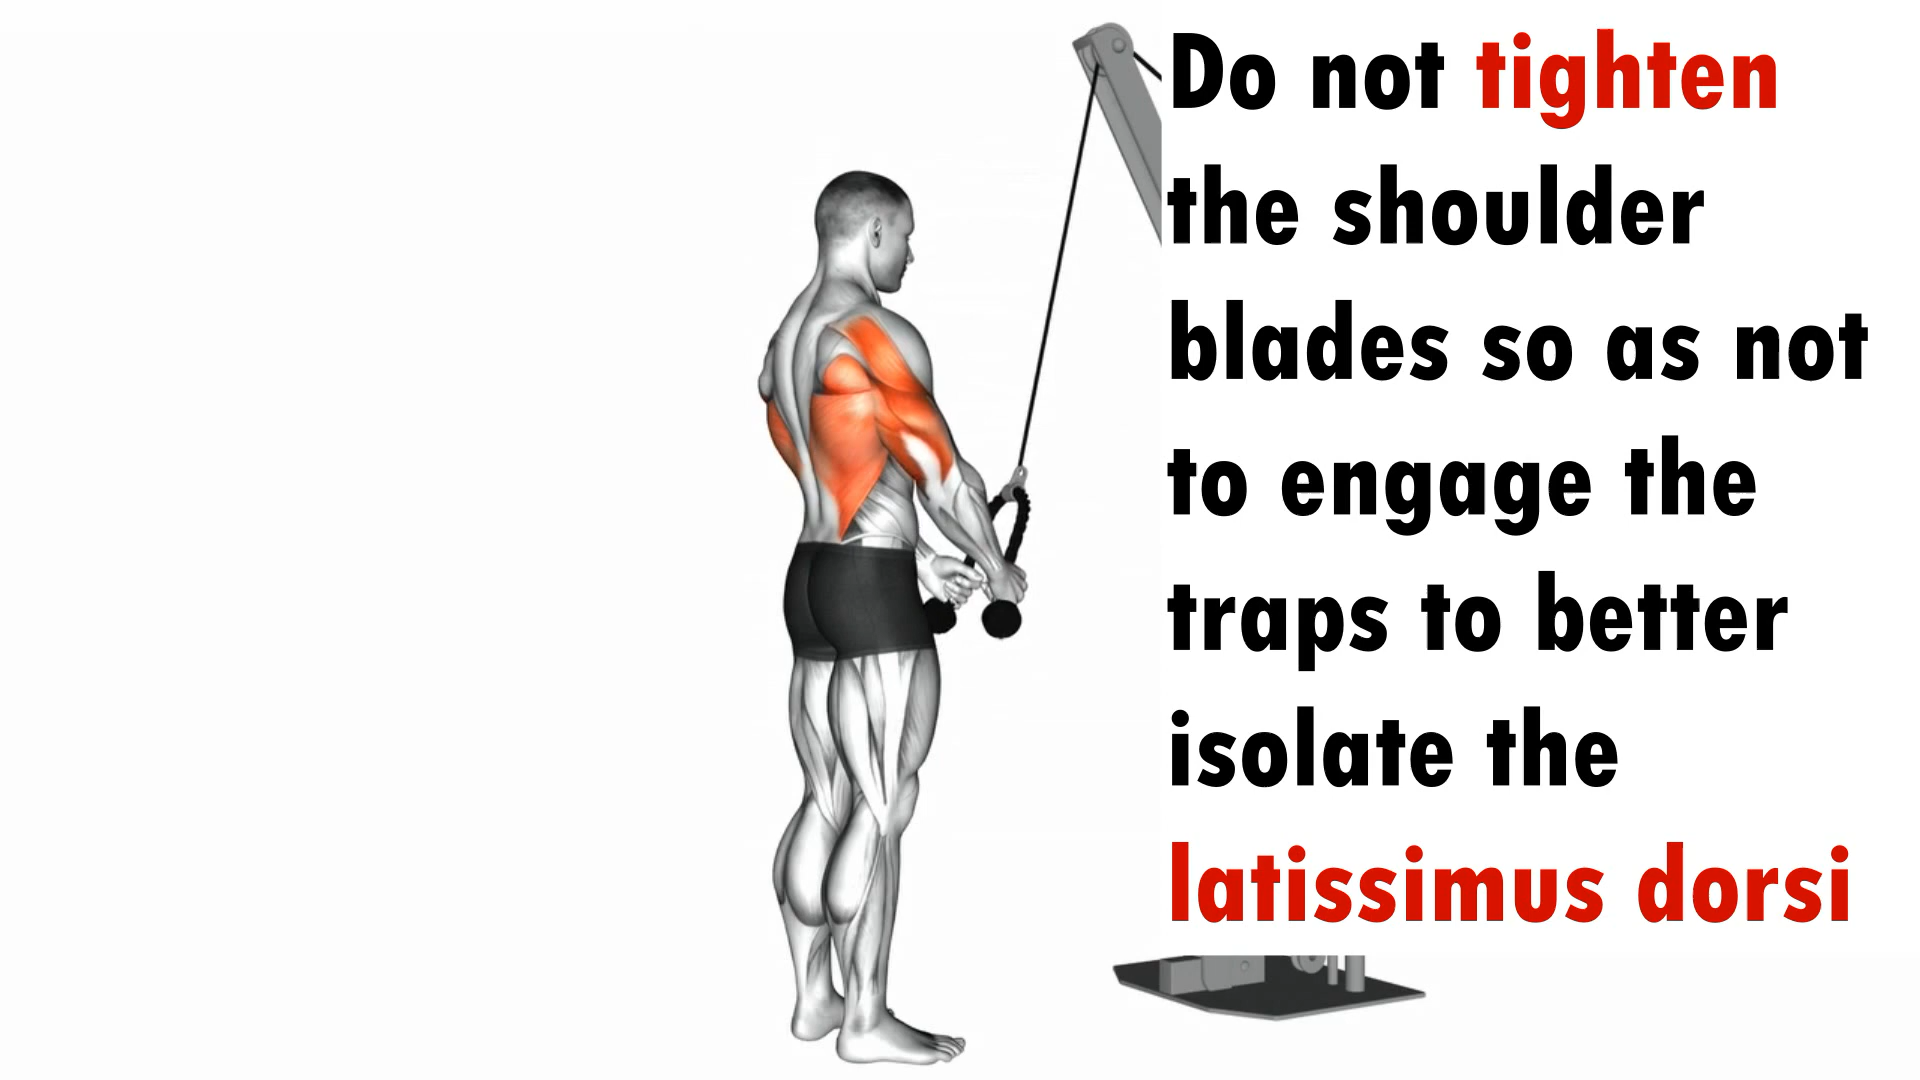 Do not tighten
the shoulder
blades so as not
to engage the
traps to better
isolate the
latissimus dorsi